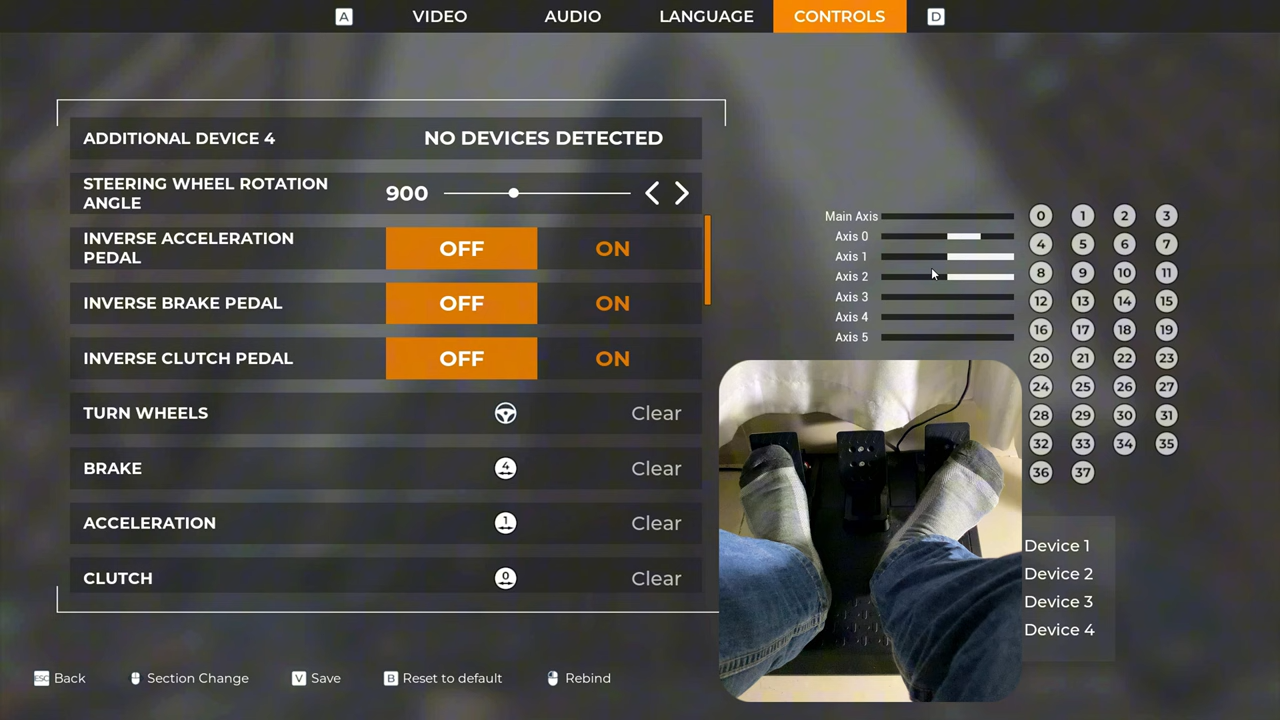 A VIDEO AUDIO LANGUAGE CONTROLS D
ADDITIONAL DEVICE 4 NO DEVICES DETECTED
STEERING WHEEL ROTATION
ANGLE
900
INVERSE ACCELERATION
PEDAL
OFF ON
INVERSE BRAKE PEDAL OFF ON
INVERSE CLUTCH PEDAL OFF ON
TURN WHEELS Clear
BRAKE 4 Clear
ACCELERATION 1 Clear
CLUTCH 0 Clear
Main Axis
Axis 0
Axis 1
Axis 2
Axis 3
Axis 4
Axis 5
0 1 2 3
4 5 6 7
8 9 10 11
12 13 14 15
16 17 18 19
20 21 22 23
24 25 26 27
28 29 30 31
32 33 34 35
36 37
Device 1
Device 2
Device 3
Device 4
ESC Back Section Change V Save B Reset to default Rebind